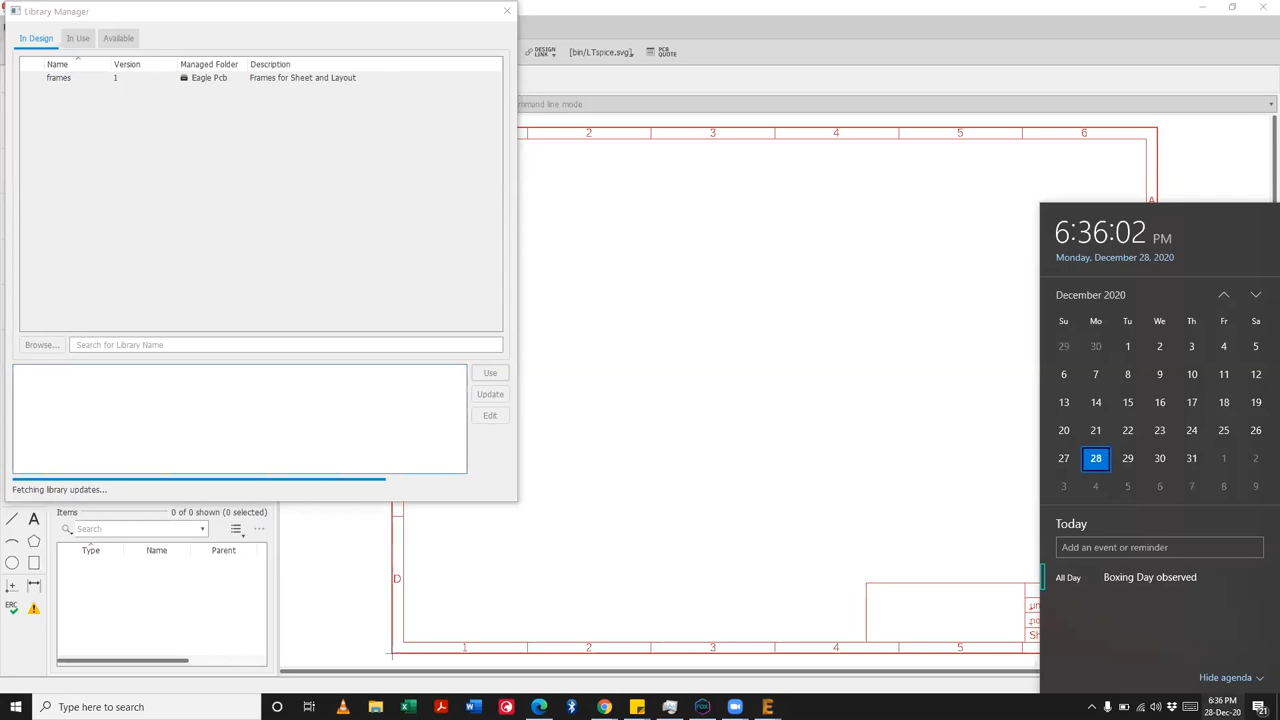 Library Manager
In Design In Use Available
Name Version Managed Folder Description
frames 1 Eagle Pcb Frames for Sheet and Layout
Browse... Search for Library Name
Use
Update
Edit
Fetching library updates...
DESIGN LINK [bin/LTspice.svg] PCB QUOTE
mmand line mode
2 3 4 5 6
A
Items 0 of 0 shown (0 selected)
Search
Type Name Parent
A
ERC
D
1 2 3 4 5
Sh
6:36:02 PM
Monday, December 28, 2020
December 2020
Su Mo Tu We Th Fr Sa
29 30 1 2 3 4 5
6 7 8 9 10 11 12
13 14 15 16 17 18 19
20 21 22 23 24 25 26
27 28 29 30 31 1 2
3 4 5 6 7 8 9
Today
Add an event or reminder
All Day Boxing Day observed
Hide agenda
Type here to search
6:36 PM
28-Dec-20